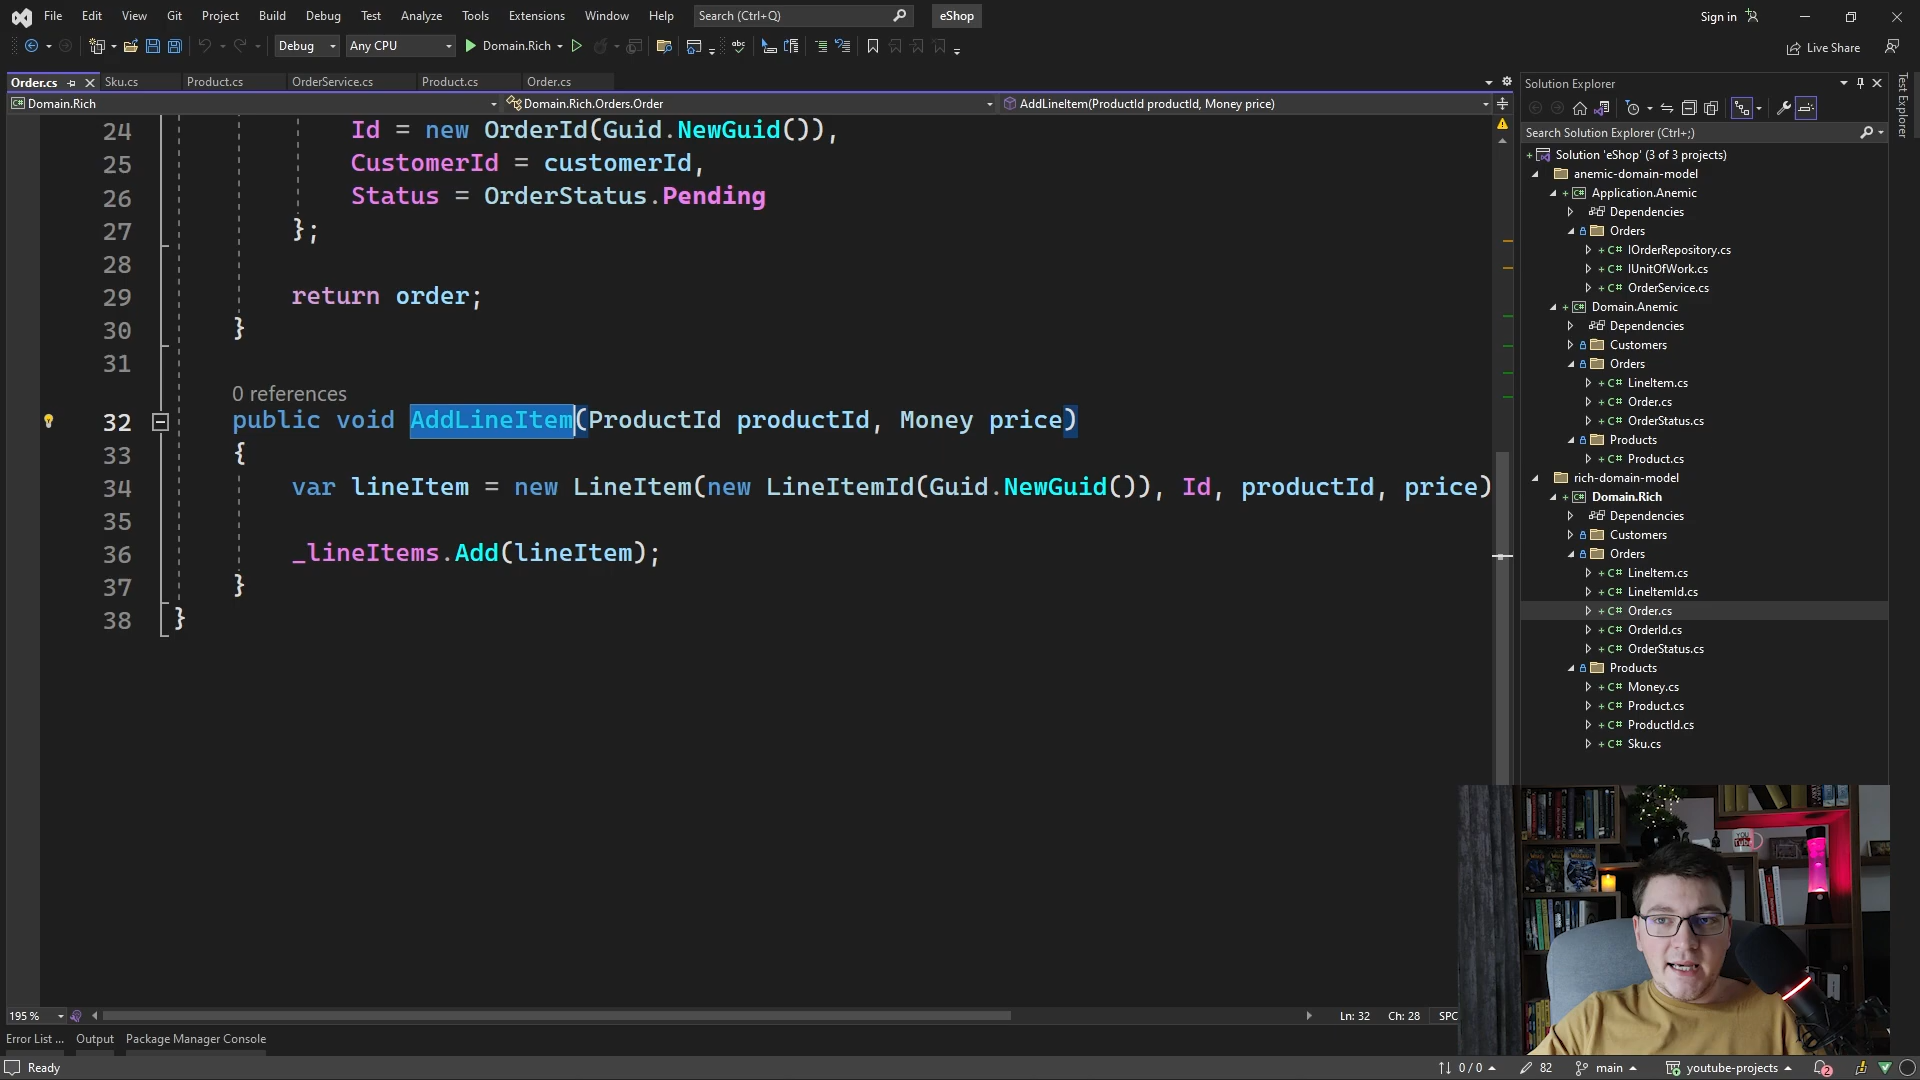 File Edit View Git Project Build Debug Test Analyze Tools Extensions Window Help Search (Ctrl+Q) eShop Sign in
Debug Any CPU Domain.Rich Live Share
Order.cs Sku.cs Product.cs OrderService.cs Product.cs Order.cs
Domain.Rich Domain.Rich.Orders.Order AddLineItem(ProductId productId, Money price)
24 Id = new OrderId(Guid.NewGuid()),
25 CustomerId = customerId,
26 Status = OrderStatus.Pending
27 };
28
29 return order;
30 }
31
0 references
32 public void AddLineItem(ProductId productId, Money price)
33 {
34 var lineItem = new LineItem(new LineItemId(Guid.NewGuid()), Id, productId, price)
35
36 _lineItems.Add(lineItem);
37 }
38 }
195 % Ln: 32 Ch: 28 SPC
Error List ... Output Package Manager Console
Ready 0 / 0 82 main youtube-projects 2
Solution Explorer
Search Solution Explorer (Ctrl+;)
Solution 'eShop' (3 of 3 projects)
anemic-domain-model
C# Application.Anemic
Dependencies
Orders
C# IOrderRepository.cs
C# IUnitOfWork.cs
C# OrderService.cs
C# Domain.Anemic
Dependencies
Customers
Orders
C# LineItem.cs
C# Order.cs
C# OrderStatus.cs
Products
C# Product.cs
rich-domain-model
C# Domain.Rich
Dependencies
Customers
Orders
C# LineItem.cs
C# LineItemId.cs
C# Order.cs
C# OrderId.cs
C# OrderStatus.cs
Products
C# Money.cs
C# Product.cs
C# ProductId.cs
C# Sku.cs
Test Explorer
YOU
Tube